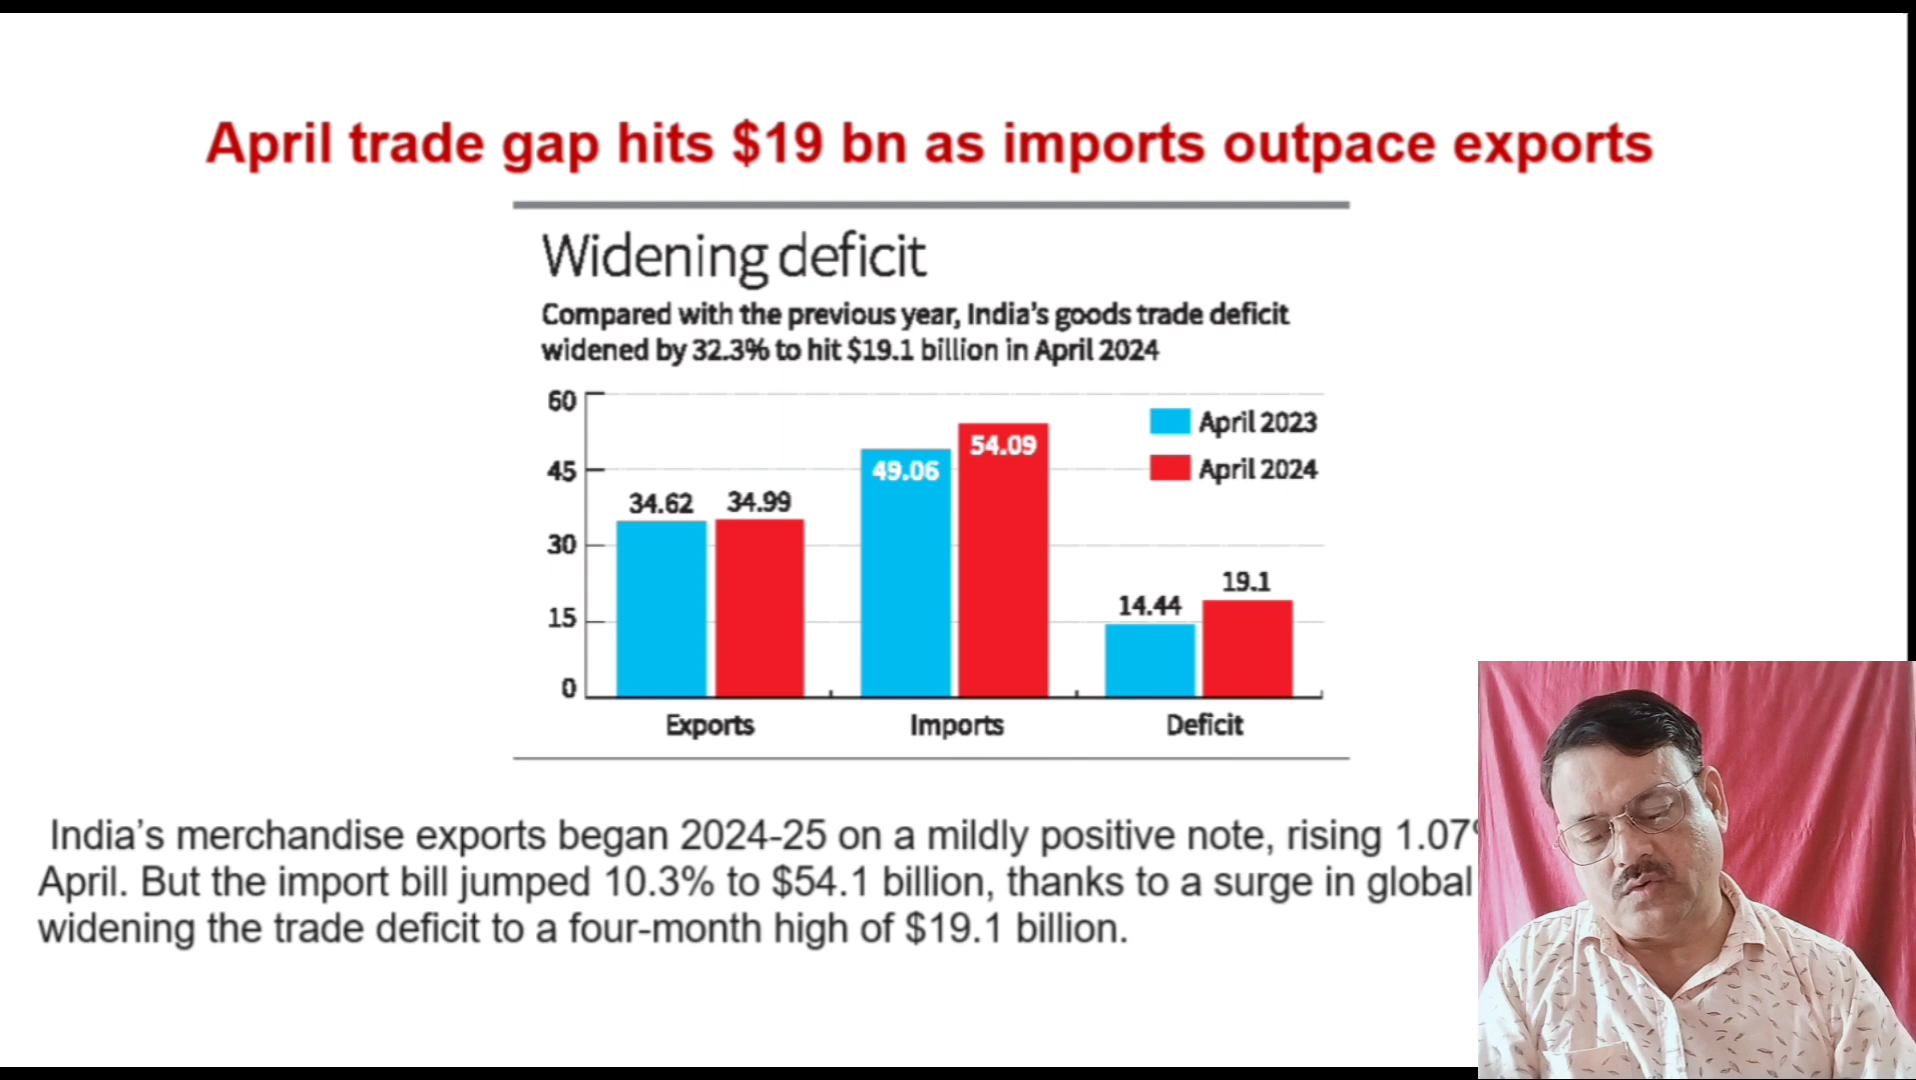 April trade gap hits $19 bn as imports outpace exports
Widening deficit
Compared with the previous year, India's goods trade deficit
widened by 32.3% to hit $19.1 billion in April 2024
60
45
30
15
0
April 2023
April 2024
34.62
34.99
49.06
54.09
14.44
19.1
Exports
Imports
Deficit
India's merchandise exports began 2024-25 on a mildly positive note, rising 1.07
April. But the import bill jumped 10.3% to $54.1 billion, thanks to a surge in global
widening the trade deficit to a four-month high of $19.1 billion.